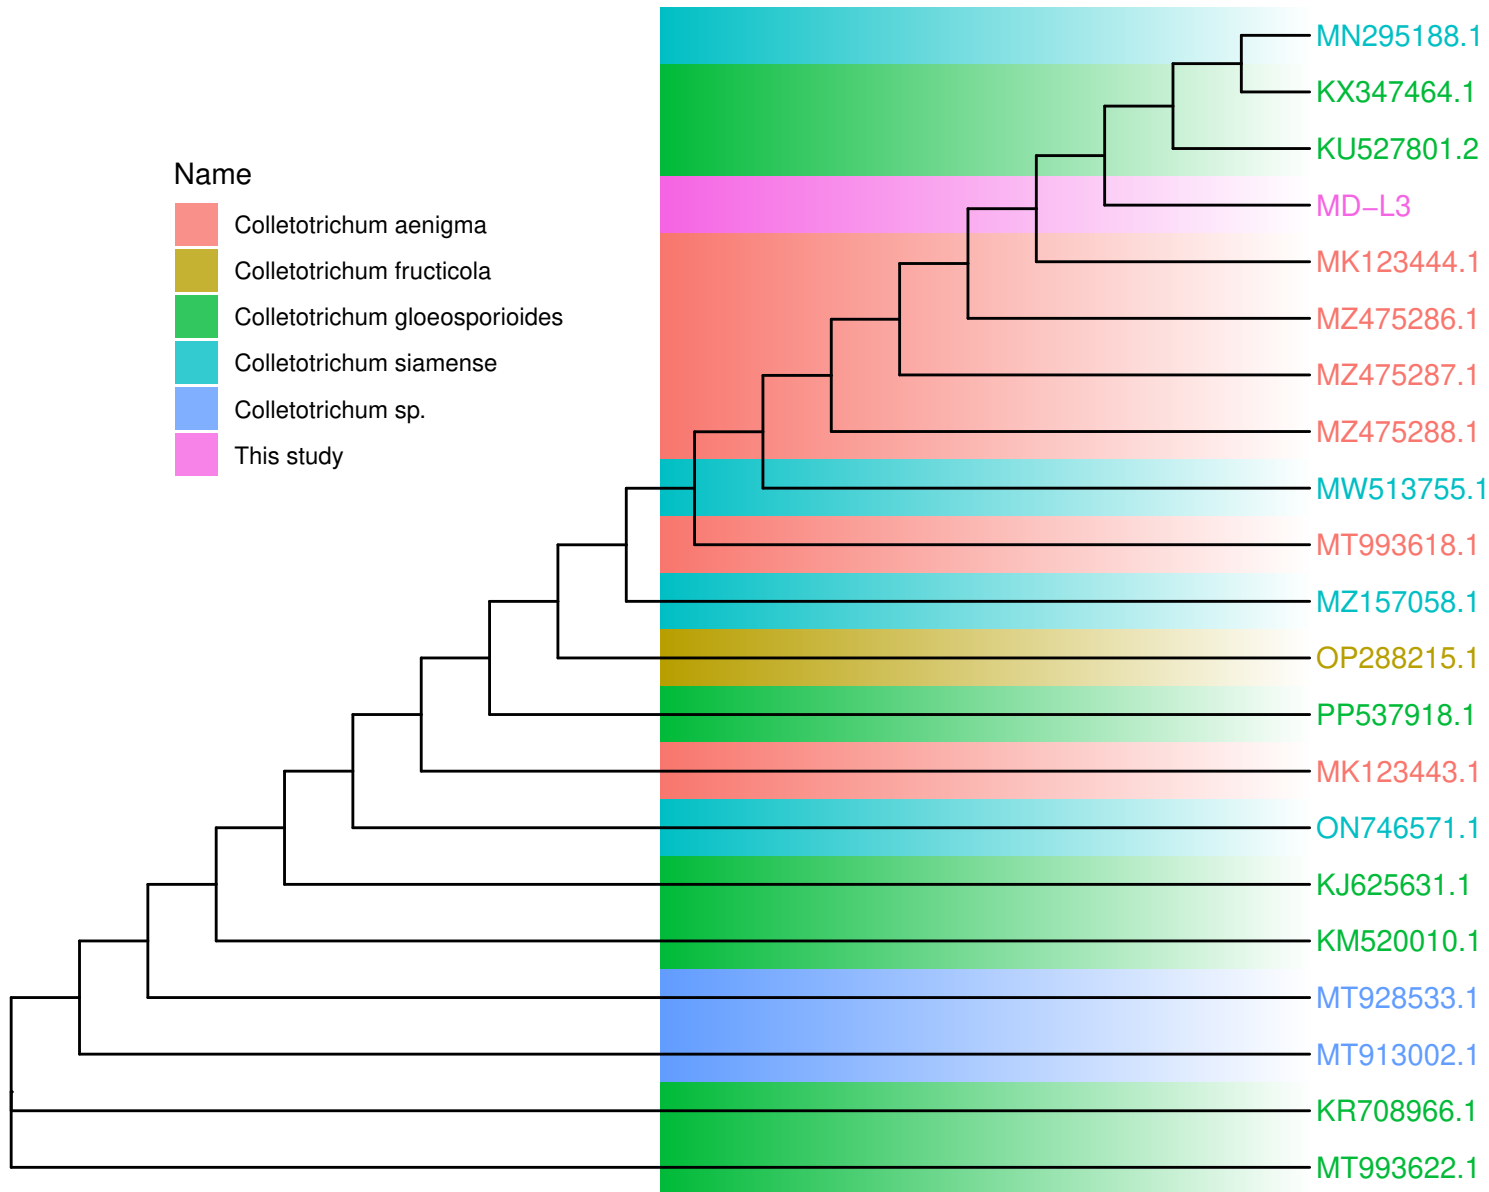 Name
Colletotrichum aenigma
Colletotrichum fructicola
Colletotrichum gloeosporioides
Colletotrichum siamense
Colletotrichum sp.
This study
MN295188.1
KX347464.1
KU527801.2
MD−L3
MK123444.1
MZ475286.1
MZ475287.1
MZ475288.1
MW513755.1
MT993618.1
MZ157058.1
OP288215.1
PP537918.1
MK123443.1
ON746571.1
KJ625631.1
KM520010.1
MT928533.1
MT913002.1
KR708966.1
MT993622.1